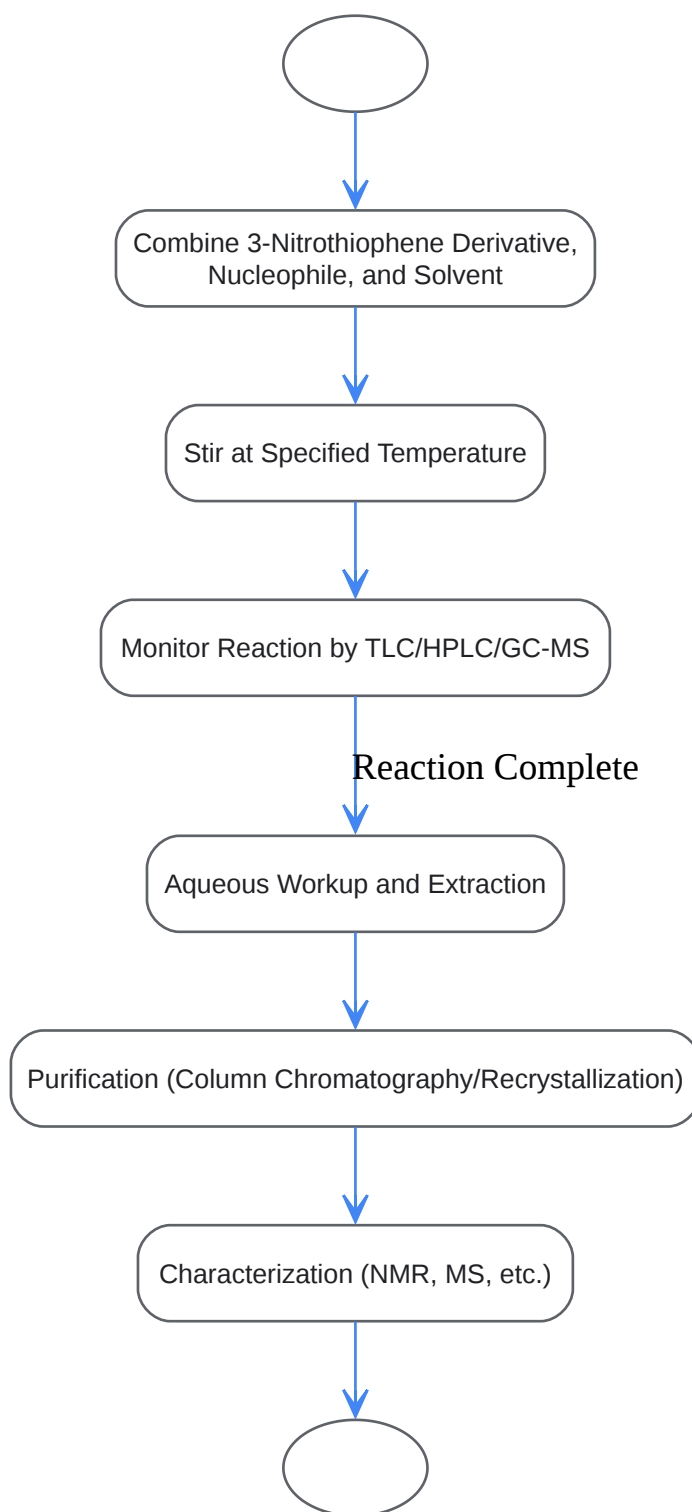 Combine 3-Nitrothiophene Derivative,
Nucleophile, and Solvent
Stir at Specified Temperature
Monitor Reaction by TLC/HPLC/GC-MS
Reaction Complete
Aqueous Workup and Extraction
Purification (Column Chromatography/Recrystallization)
Characterization (NMR, MS, etc.)